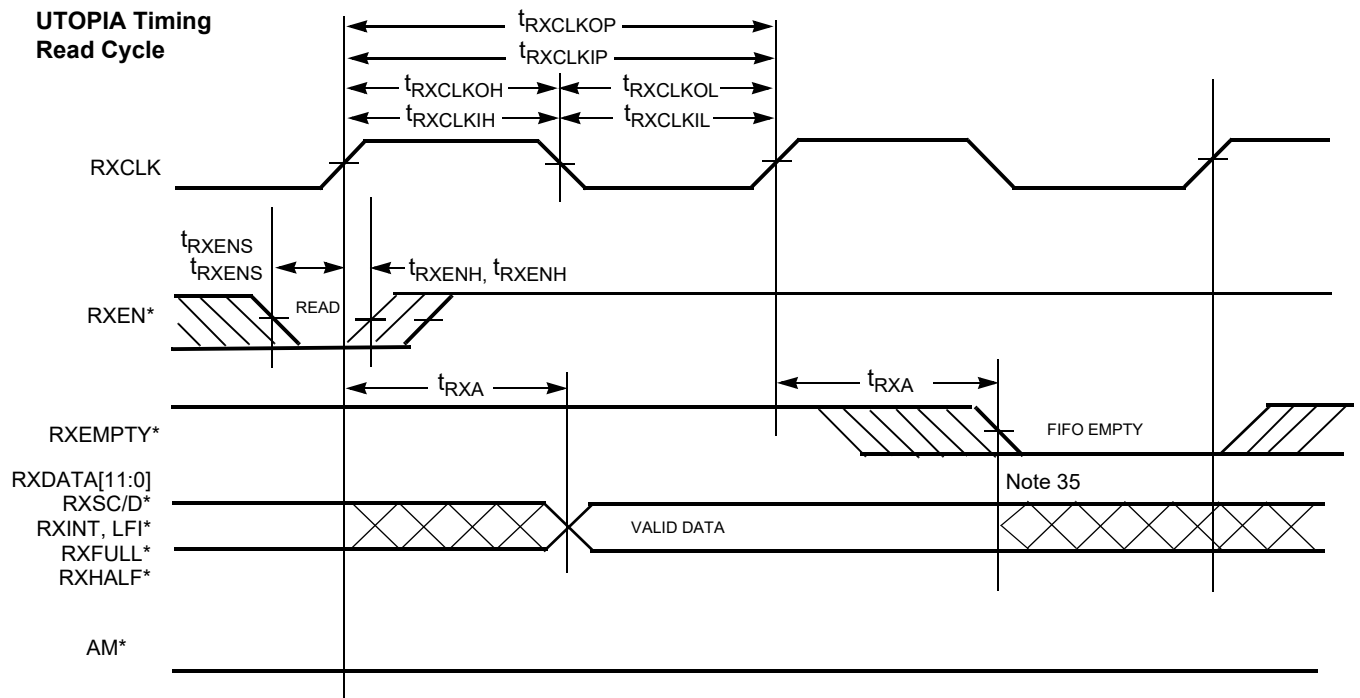 UTOPIA Timing
Read Cycle
tRXCLKOP
tRXCLKIP
tRXCLKOH
tRXCLKOL
tRXCLKIH
tRXCLKIL
RXCLK
tRXENS
tRXENS
tRXENH, tRXENH
RXEN*
READ
tRXA
tRXA
RXEMPTY*
FIFO EMPTY
RXDATA[11:0]
Note 35
RXSC/D*
RXINT, LFI*
VALID DATA
RXFULL*
RXHALF*
AM*